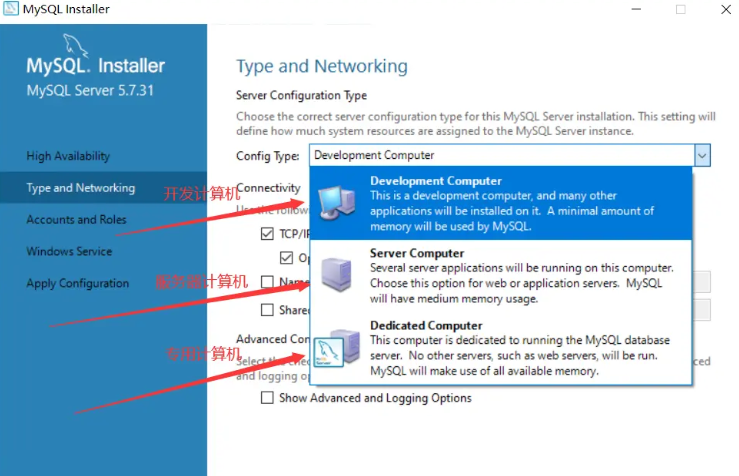 MySQL Installer
MySQL. Installer
MySQL Server 5.7.31
High Availability
Type and Networking
Accounts and Roles
Windows Service
Apply Configuration
Type and Networking
Server Configuration Type
Choose the correct server configuration type for this MySQL Server installation. This setting will
define how much system resources are assigned to the MySQL Server instance.
Config Type: Development Computer
Connectivity
开发计算机
Development Computer
This is a development computer, and many other
applications will be installed on it. A minimal amount of
memory will be used by MySQL.
Use the follow
TCP/IP
Op
服务器计算机
Server Computer
Several server applications will be running on this computer.
Choose this option for web or application servers. MySQL
will have medium memory usage.
Name
Shared
Advanced Con
专用计算机
Dedicated Computer
This computer is dedicated to running the MySQL database
server. No other servers, such as web servers, will be run.
MySQL will make use of all available memory.
Select the che
ced
and logging op
Show Advanced and Logging Options